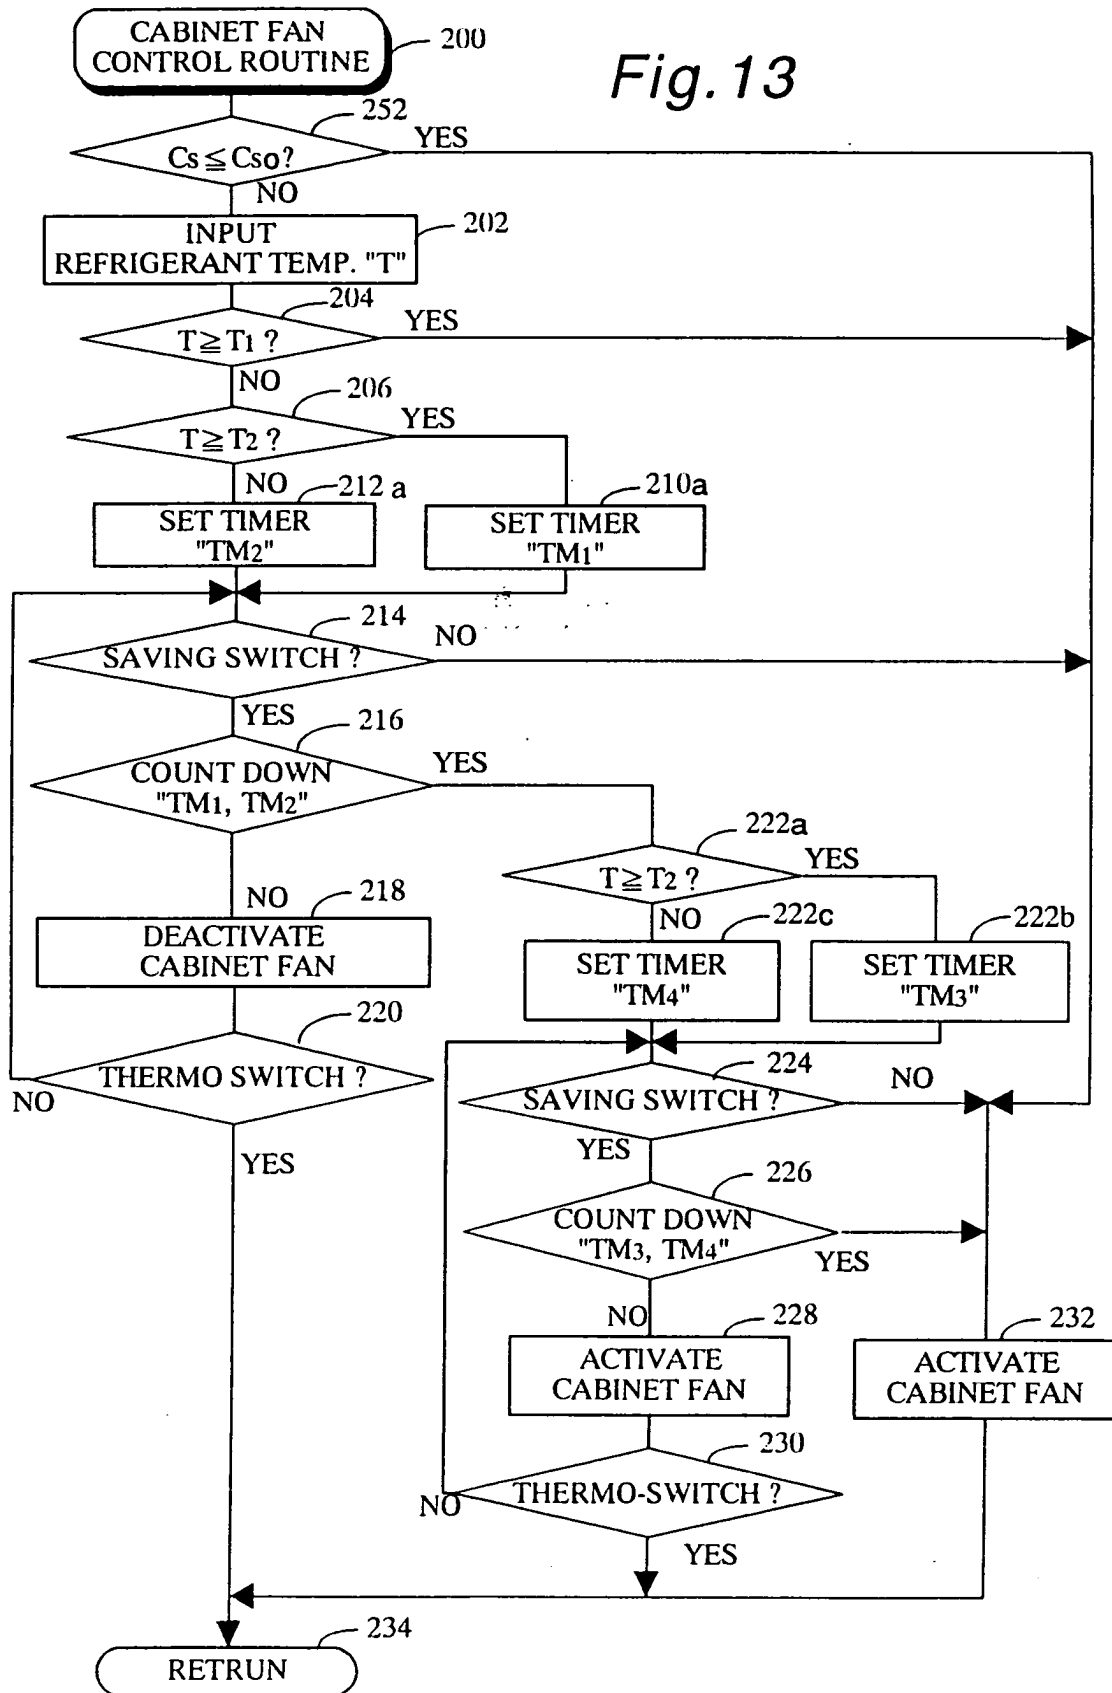 CABINET FAN
CONTROL ROUTINE
200
Fig. 13
252
Cs≦Cso?
YES
NO
INPUT
REFRIGERANT TEMP. "T"
202
204
T≧T1 ?
YES
NO
206
T≧T2 ?
YES
NO
212 a
SET TIMER
"TM2"
210a
SET TIMER
"TM1"
214
SAVING SWITCH ?
NO
YES
216
COUNT DOWN
"TM1, TM2"
YES
NO
218
DEACTIVATE
CABINET FAN
220
THERMO SWITCH ?
NO
YES
222a
T≧T2 ?
YES
NO
222c
SET TIMER
"TM4"
222b
SET TIMER
"TM3"
224
SAVING SWITCH ?
NO
YES
226
COUNT DOWN
"TM3, TM4"
YES
NO
228
ACTIVATE
CABINET FAN
232
ACTIVATE
CABINET FAN
230
THERMO-SWITCH ?
NO
YES
234
RETRUN